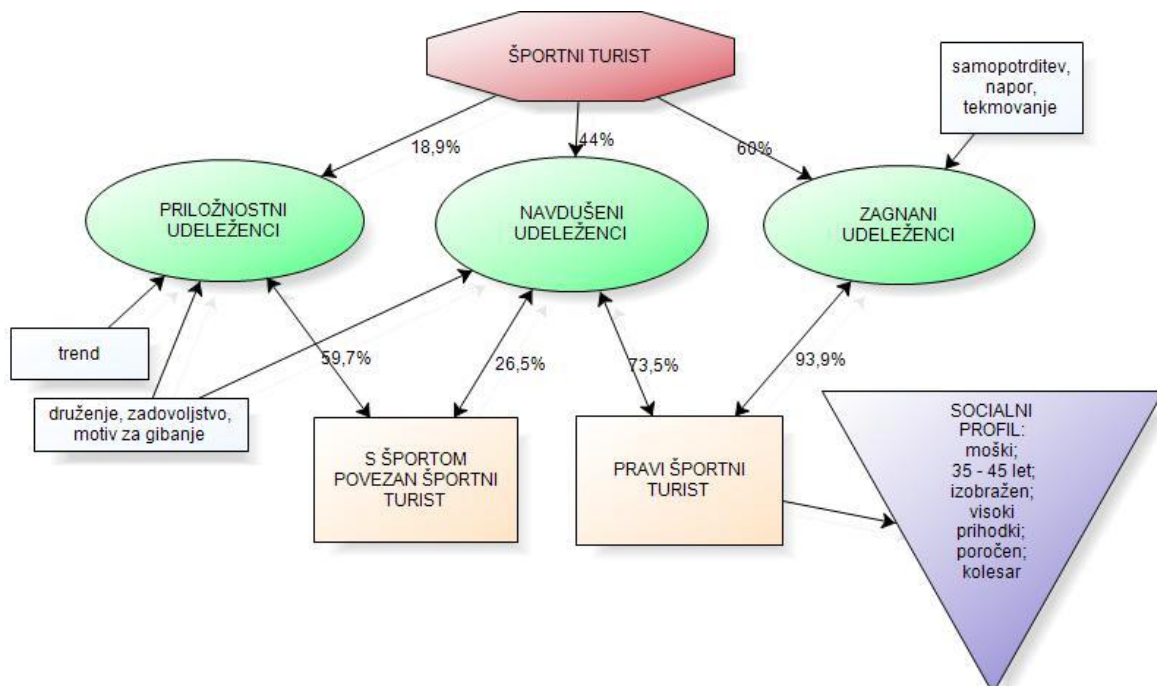 ŠPORTNI TURIST
samopotrditev,
napor,
tekmovanje
18,9%
44%
60%
PRILOŽNOSTNI
UDELEŽENCI
NAVDUŠENI
UDELEŽENCI
ZAGNANI
UDELEŽENCI
trend
59,7%
26,5%
73,5%
93,9%
druženje, zadovoljstvo,
motiv za gibanje
S ŠPORTOM
POVEZAN ŠPORTNI
TURIST
PRAVI ŠPORTNI
TURIST
SOCIALNI
PROFIL:
moški;
35 - 45 let;
izobražen;
visoki
prihodki;
poročen;
kolesar